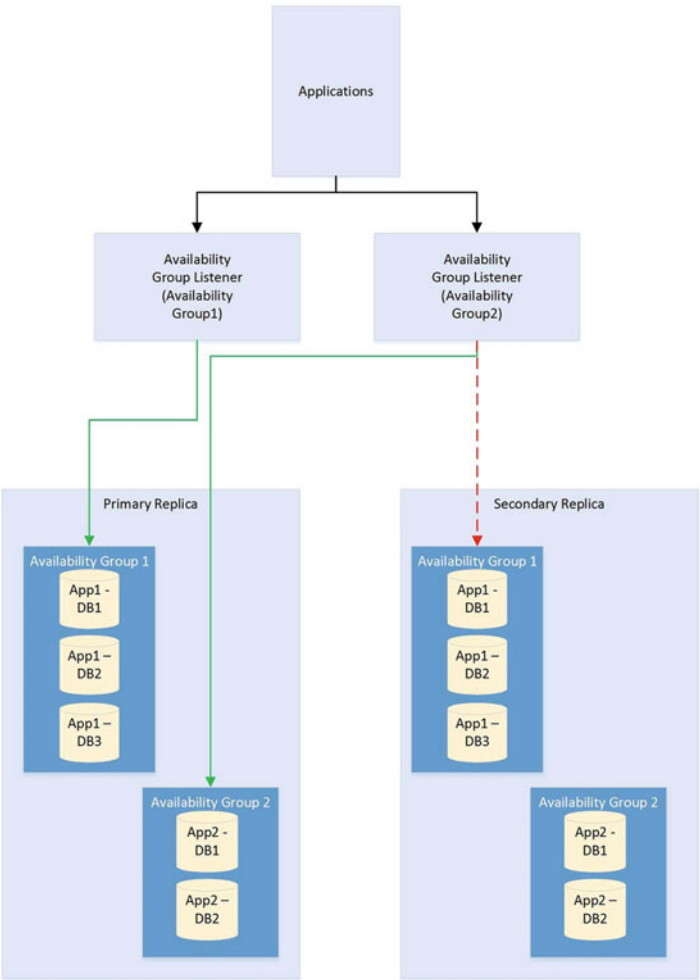 Applications
Availability
Group Listener
(Availability
Group1)
Availability
Group Listener
(Availability
Group2)
Primary Replica
Availability Group 1
App1 -
DB1
App1 –
DB2
App1 –
DB3
Availability Group 2
App2 -
DB1
App2 –
DB2
Secondary Replica
Availability Group 1
App1 -
DB1
App1 –
DB2
App1 –
DB3
Availability Group 2
App2 -
DB1
App2 –
DB2